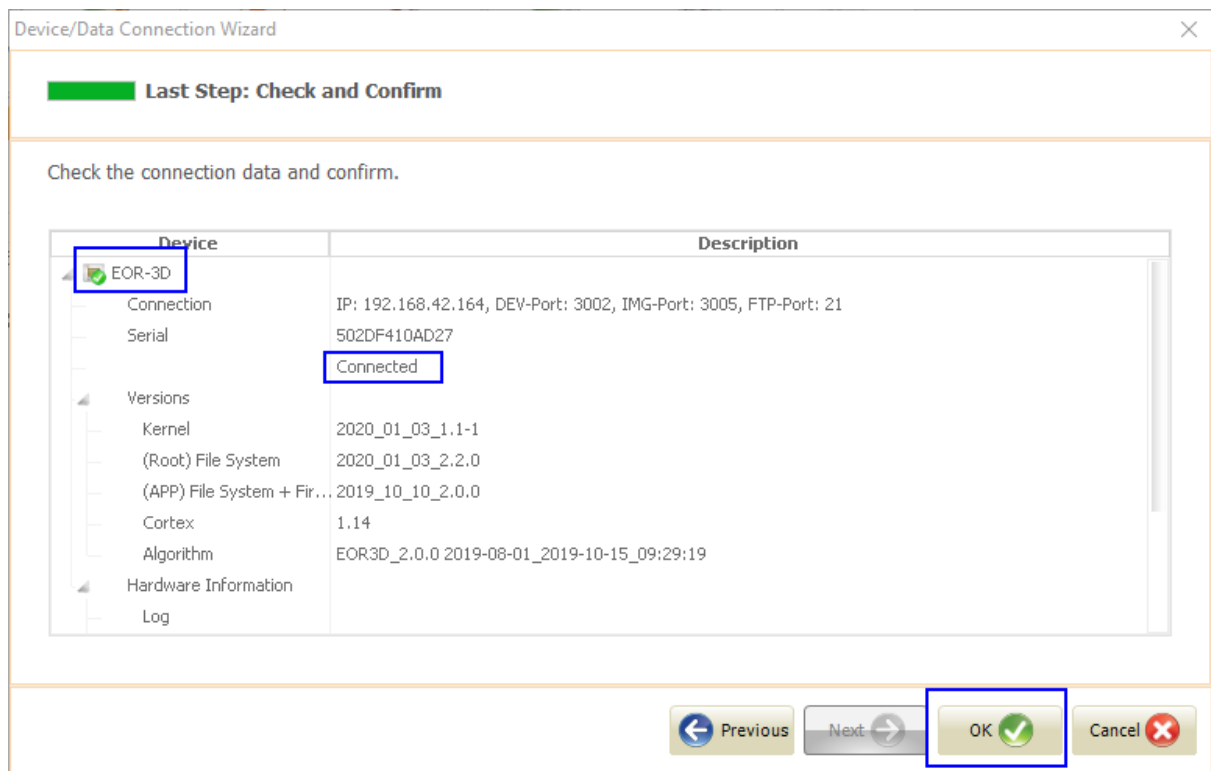 Device/Data Connection Wizard
Last Step: Check and Confirm
Check the connection data and confirm.
Device Description
EOR-3D
Connection IP: 192.168.42.164, DEV-Port: 3002, IMG-Port: 3005, FTP-Port: 21
Serial 502DF410AD27
Connected
Versions
Kernel 2020_01_03_1.1-1
(Root) File System 2020_01_03_2.2.0
(APP) File System + Fir... 2019_10_10_2.0.0
Cortex 1.14
Algorithm EOR3D_2.0.0 2019-08-01_2019-10-15_09:29:19
Hardware Information
Log
Previous Next OK Cancel